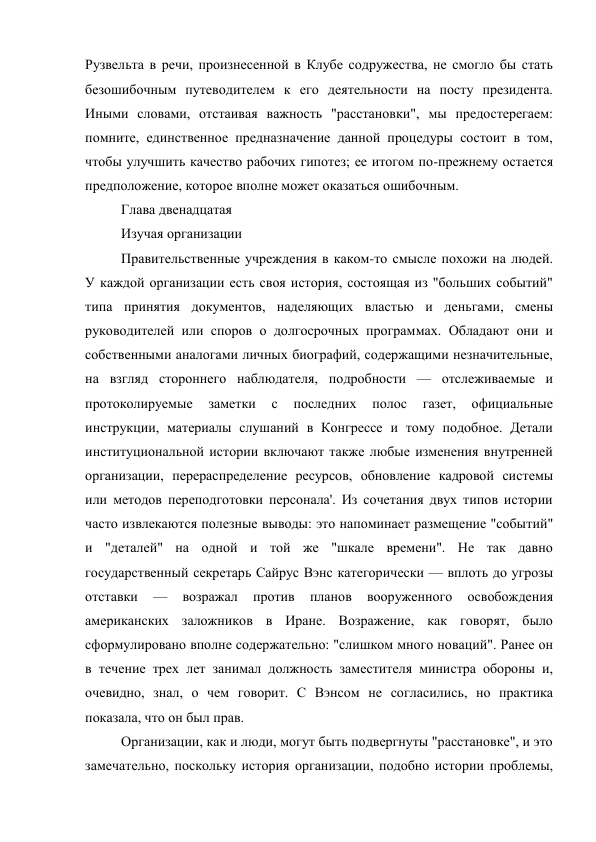 Рузвельта в речи, произнесенной в Клубе содружества, не смогло бы стать
безошибочным путеводителем к его деятельности на посту президента.
Иными словами, отстаивая важность "расстановки", мы предостерегаем:
помните, единственное предназначение данной процедуры состоит в том,
чтобы улучшить качество рабочих гипотез; ее итогом по-прежнему остается
предположение, которое вполне может оказаться ошибочным.
Глава двенадцатая
Изучая организации
Правительственные учреждения в каком-то смысле похожи на людей.
У каждой организации есть своя история, состоящая из "больших событий"
типа принятия документов, наделяющих властью и деньгами, смены
руководителей или споров о долгосрочных программах. Обладают они и
собственными аналогами личных биографий, содержащими незначительные,
на взгляд стороннего наблюдателя, подробности — отслеживаемые и
протоколируемые заметки с последних полос газет, официальные
инструкции, материалы слушаний в Конгрессе и тому подобное. Детали
институциональной истории включают также любые изменения внутренней
организации, перераспределение ресурсов, обновление кадровой системы
или методов переподготовки персонала'. Из сочетания двух типов истории
часто извлекаются полезные выводы: это напоминает размещение "событий"
и "деталей" на одной и той же "шкале времени". Не так давно
государственный секретарь Сайрус Вэнс категорически — вплоть до угрозы
отставки — возражал против планов вооруженного освобождения
американских заложников в Иране. Возражение, как говорят, было
сформулировано вполне содержательно: "слишком много новаций". Ранее он
в течение трех лет занимал должность заместителя министра обороны и,
очевидно, знал, о чем говорит. С Вэнсом не согласились, но практика
показала, что он был прав.
Организации, как и люди, могут быть подвергнуты "расстановке", и это
замечательно, поскольку история организации, подобно истории проблемы,